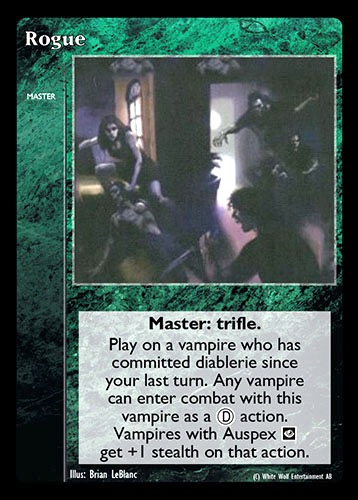 Rogue
MASTER
Master: trifle.
Play on a vampire who has
committed diablerie since
your last turn. Any vampire
can enter combat with this
vampire as a Ⓓ action.
Vampires with Auspex
get +1 stealth on that action.
Illus: Brian LeBlanc
(C) White Wolf Entertainment AB